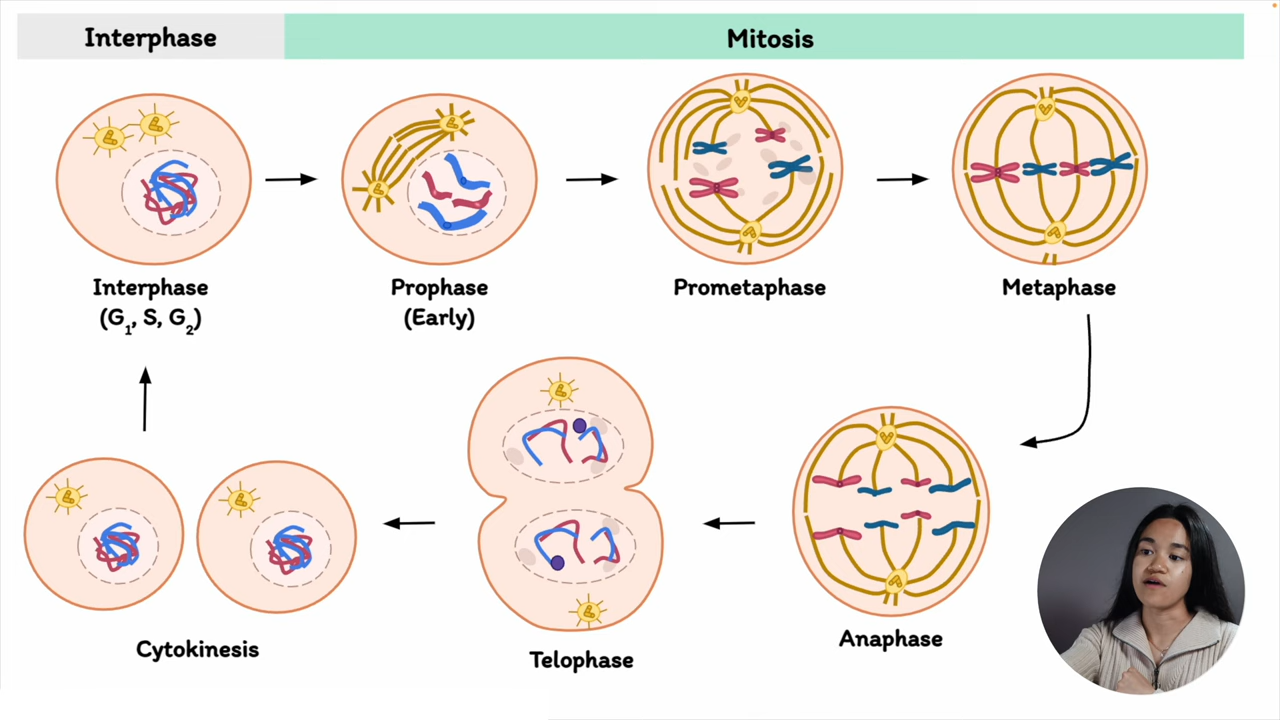 Interphase
Mitosis
Interphase
(G₁, S, G₂)
Prophase
(Early)
Prometaphase
Metaphase
Cytokinesis
Telophase
Anaphase